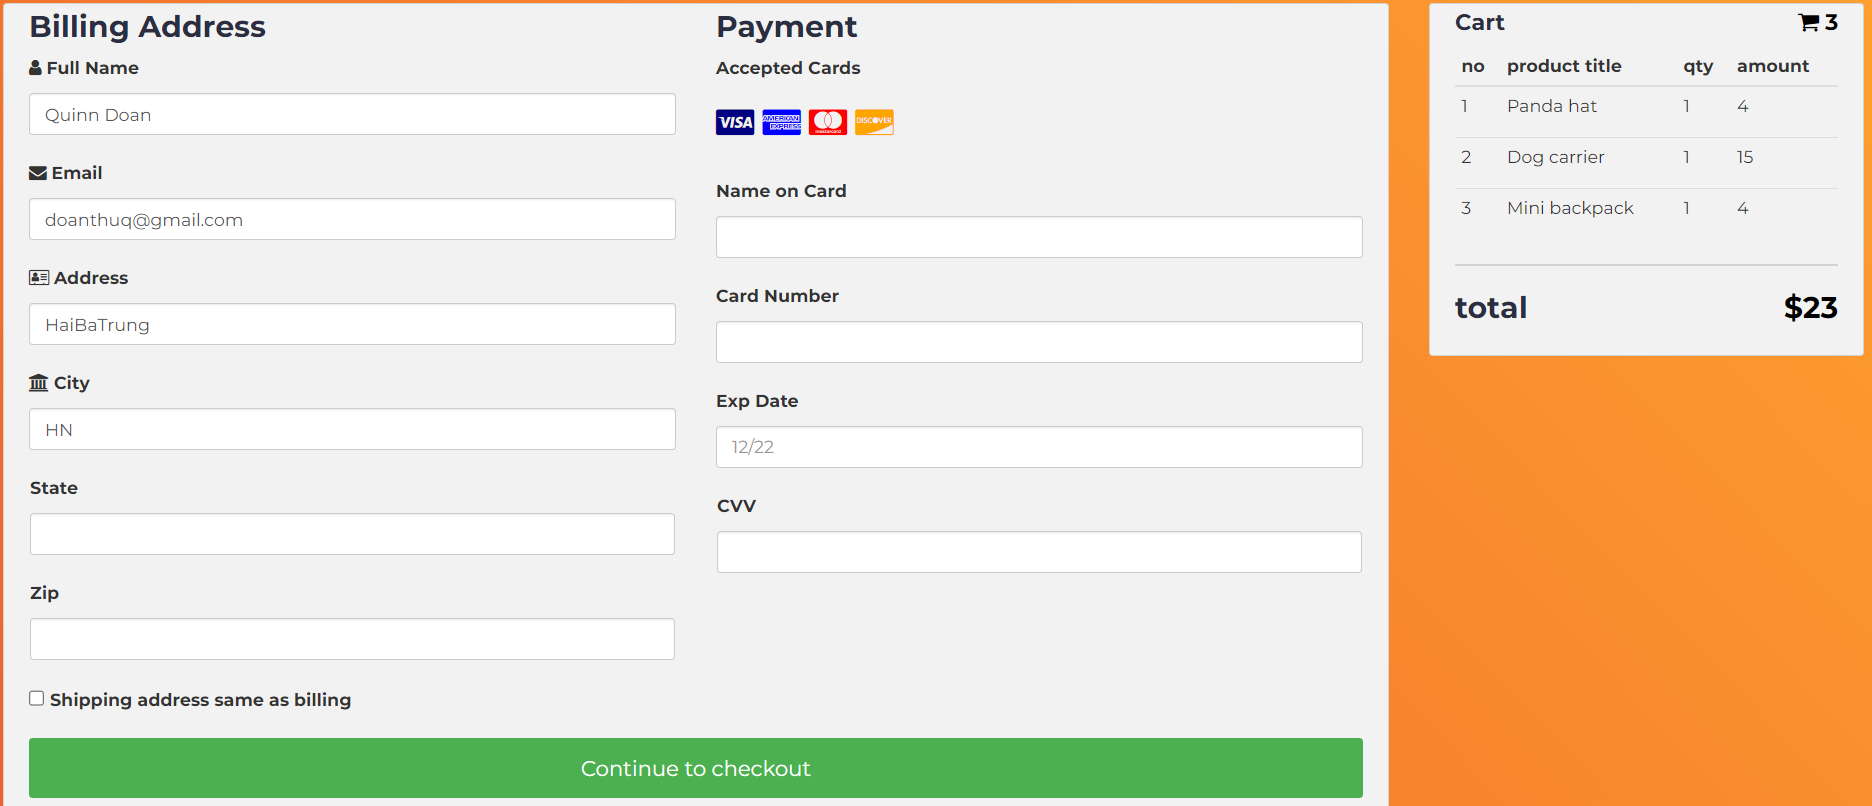 Billing Address
Full Name
Quinn Doan
Email
doanthuq@gmail.com
Address
HaiBaTrung
City
HN
State
Zip
Shipping address same as billing
Payment
Accepted Cards
VISA AMERICAN EXPRESS mastercard DISCOVER
Name on Card
Card Number
Exp Date
12/22
CVV
Continue to checkout
Cart 3
no product title qty amount
1 Panda hat 1 4
2 Dog carrier 1 15
3 Mini backpack 1 4
total $23